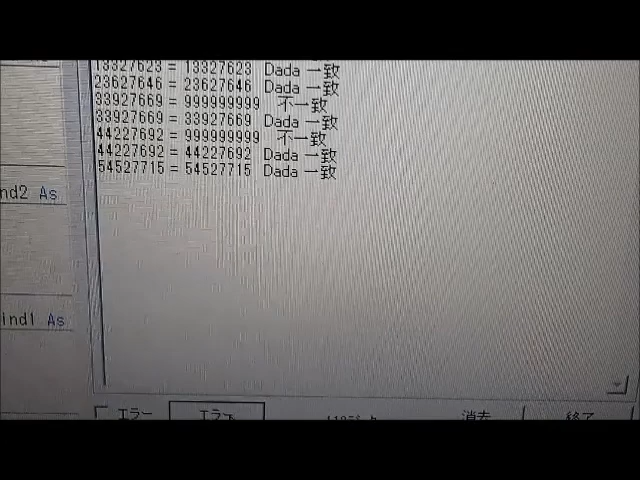 13327623 = 13327623 Dada 一致
23627646 = 23627646 Dada 一致
33927669 = 999999999 不一致
33927669 = 33927669 Dada 一致
44227692 = 999999999 不一致
44227692 = 44227692 Dada 一致
54527715 = 54527715 Dada 一致
nd2 As
ind1 As
エラー
消去
終了